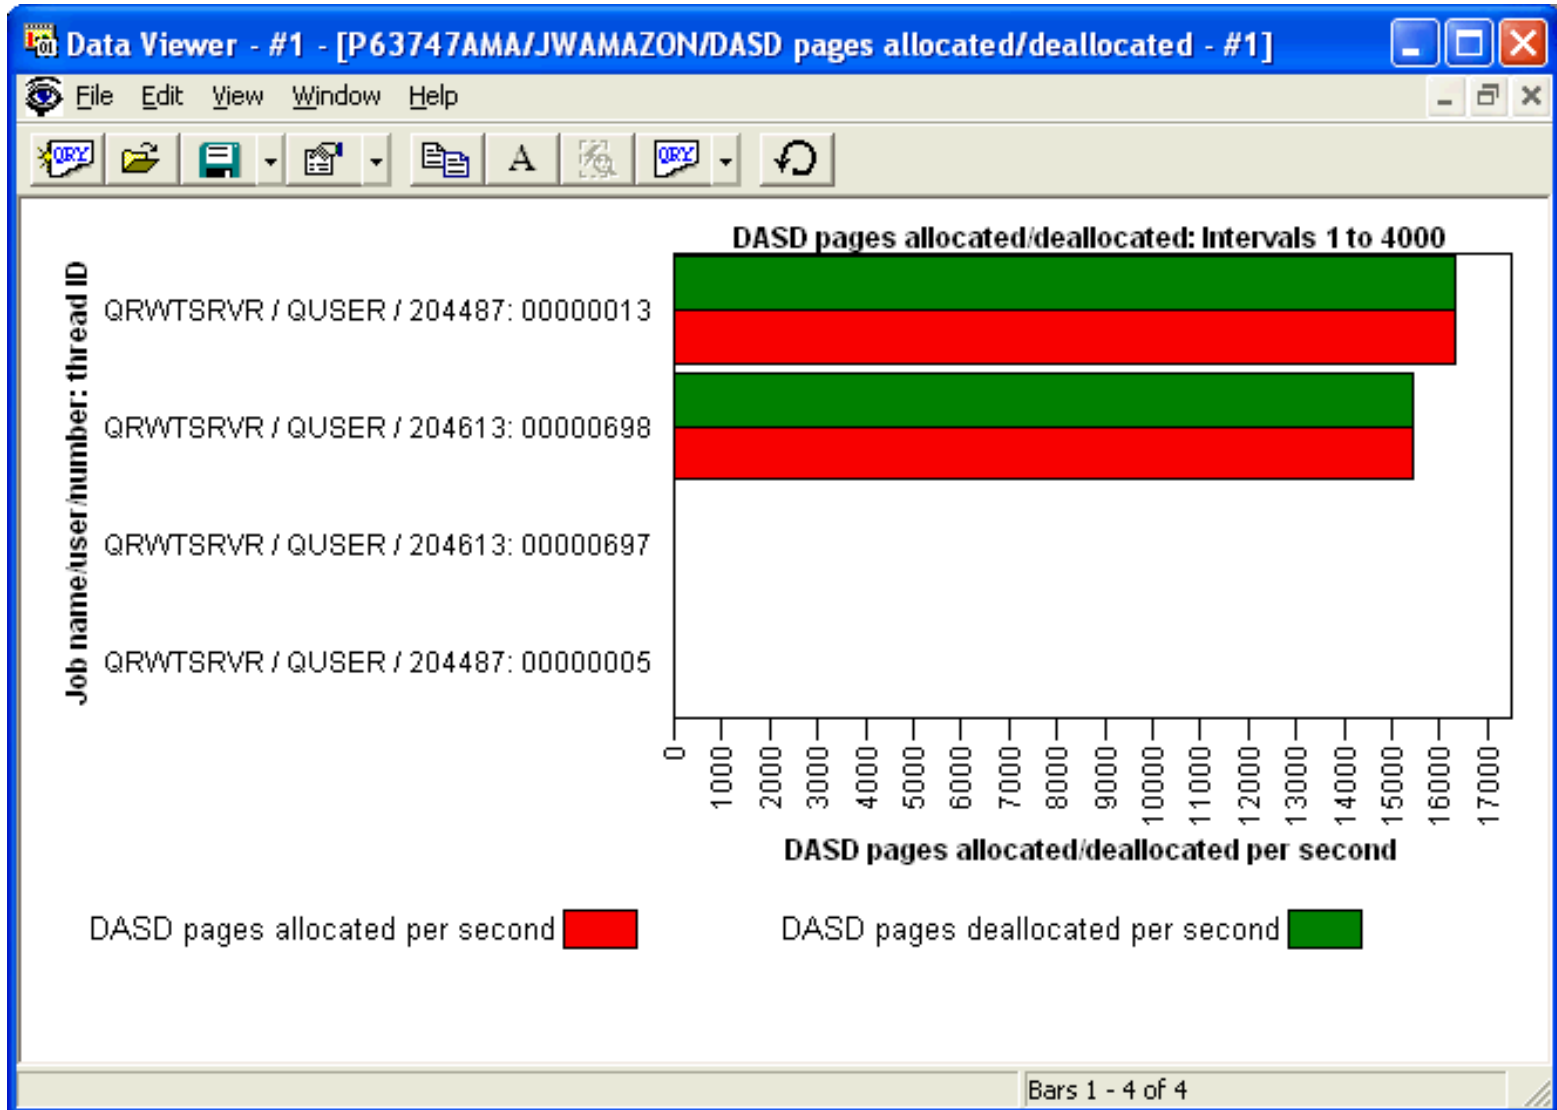 Data Viewer - #1 - [P63747AMA/JWAMAZON/DASD pages allocated/deallocated - #1]
File Edit View Window Help
QRY A QRY
DASD pages allocated/deallocated: Intervals 1 to 4000
Job name/user/number: thread ID
QRWTSRVR / QUSER / 204487: 00000013
QRWTSRVR / QUSER / 204613: 00000698
QRWTSRVR / QUSER / 204613: 00000697
QRWTSRVR / QUSER / 204487: 00000005
0 1000 2000 3000 4000 5000 6000 7000 8000 9000 10000 11000 12000 13000 14000 15000 16000 17000
DASD pages allocated/deallocated per second
DASD pages allocated per second DASD pages deallocated per second
Bars 1 - 4 of 4